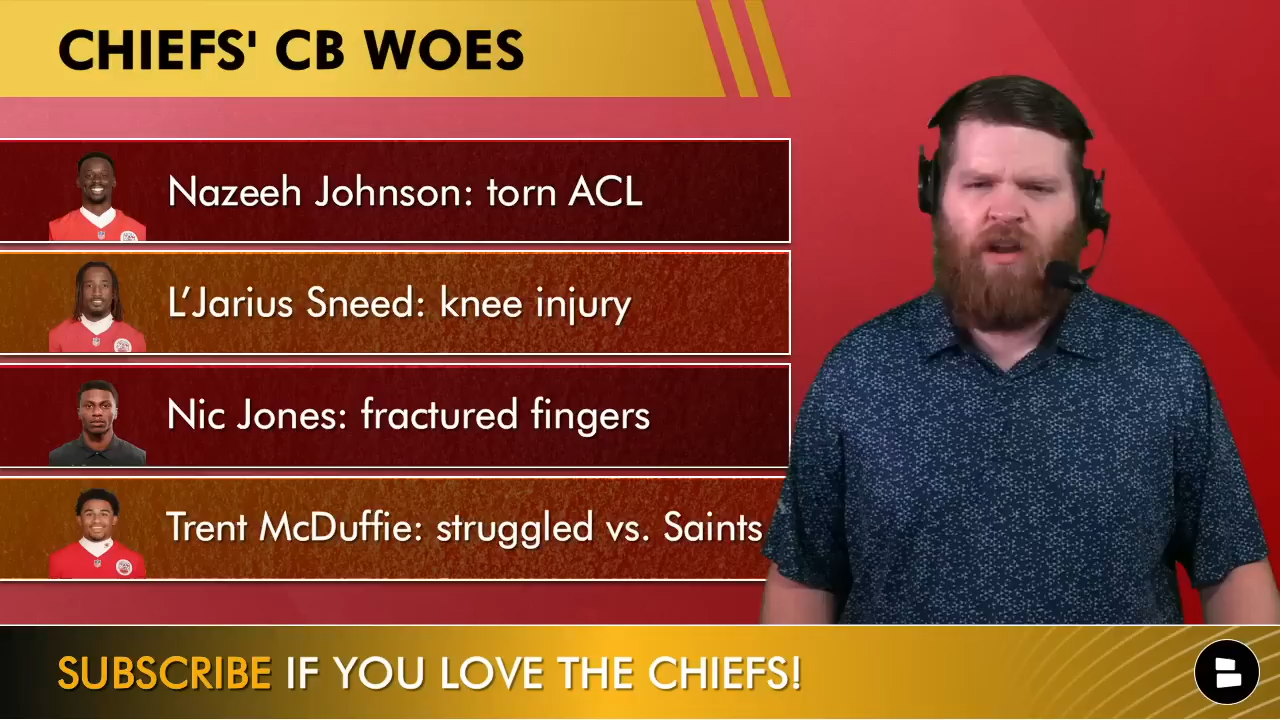 CHIEFS' CB WOES
Nazeeh Johnson: torn ACL
L’Jarius Sneed: knee injury
Nic Jones: fractured fingers
Trent McDuffie: struggled vs. Saints
SUBSCRIBE IF YOU LOVE THE CHIEFS!